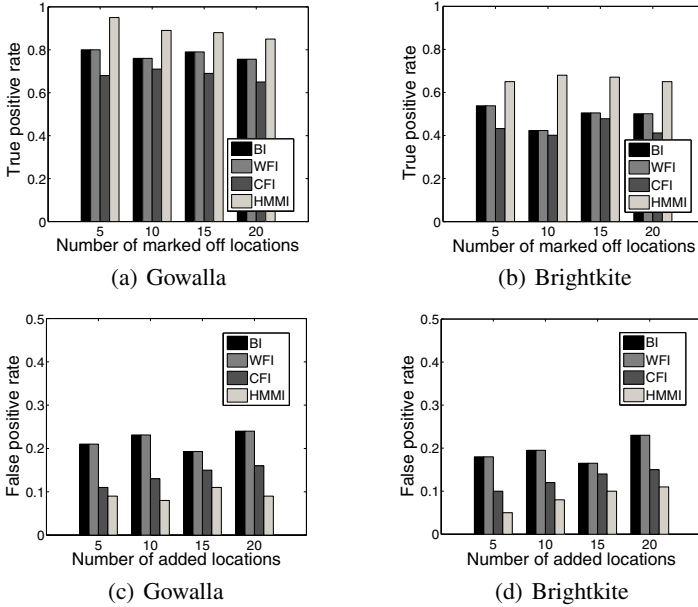 1
0.8
0.6
0.4
0.2
0
True positive rate
BI
WFI
CFI
HMMI
5 10 15 20
Number of marked off locations
(a) Gowalla
1
0.8
0.6
0.4
0.2
0
True positive rate
BI
WFI
CFI
HMMI
5 10 15 20
Number of marked off locations
(b) Brightkite
0.5
0.4
0.3
0.2
0.1
0
False positive rate
BI
WFI
CFI
HMMI
5 10 15 20
Number of added locations
(c) Gowalla
0.5
0.4
0.3
0.2
0.1
0
False positive rate
BI
WFI
CFI
HMMI
5 10 15 20
Number of added locations
(d) Brightkite